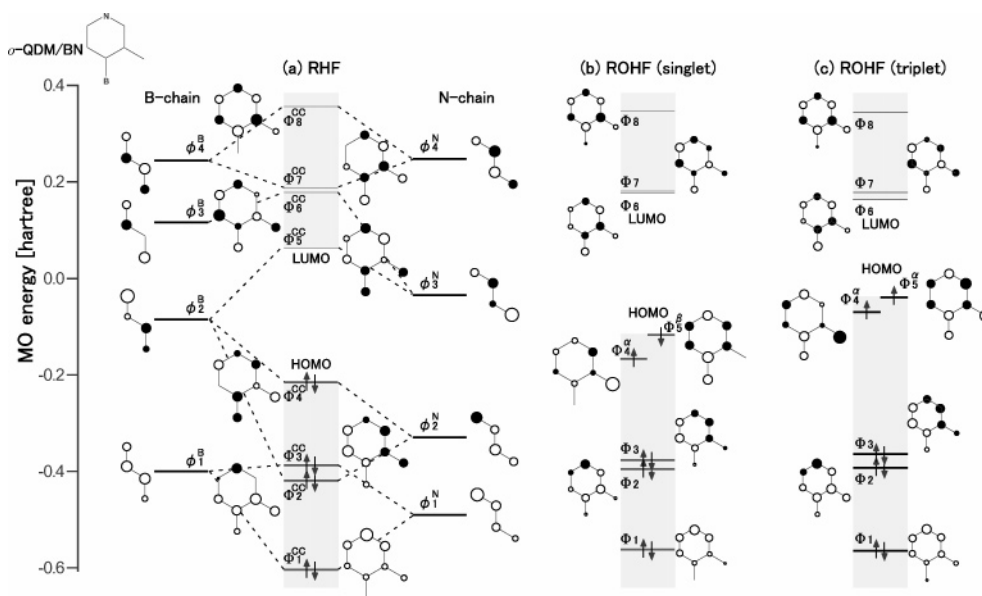 N
o-QDM/BN
B
(a) RHF
(b) ROHF (singlet)
(c) ROHF (triplet)
MO energy [hartree]
0.4
0.2
0.0
-0.2
-0.4
-0.6
B-chain
N-chain
ϕ4B
ϕ3B
ϕ2B
ϕ1B
Φ8CC
Φ7CC
Φ6CC
Φ5CC
LUMO
HOMO
Φ4CC
Φ3CC
Φ2CC
Φ1CC
ϕ4N
ϕ3N
ϕ2N
ϕ1N
Φ8
Φ7
Φ6
LUMO
HOMO
Φ5β
Φ4α
Φ3
Φ2
Φ1
Φ8
Φ7
Φ6
LUMO
HOMO
Φ5α
Φ4α
Φ3
Φ2
Φ1